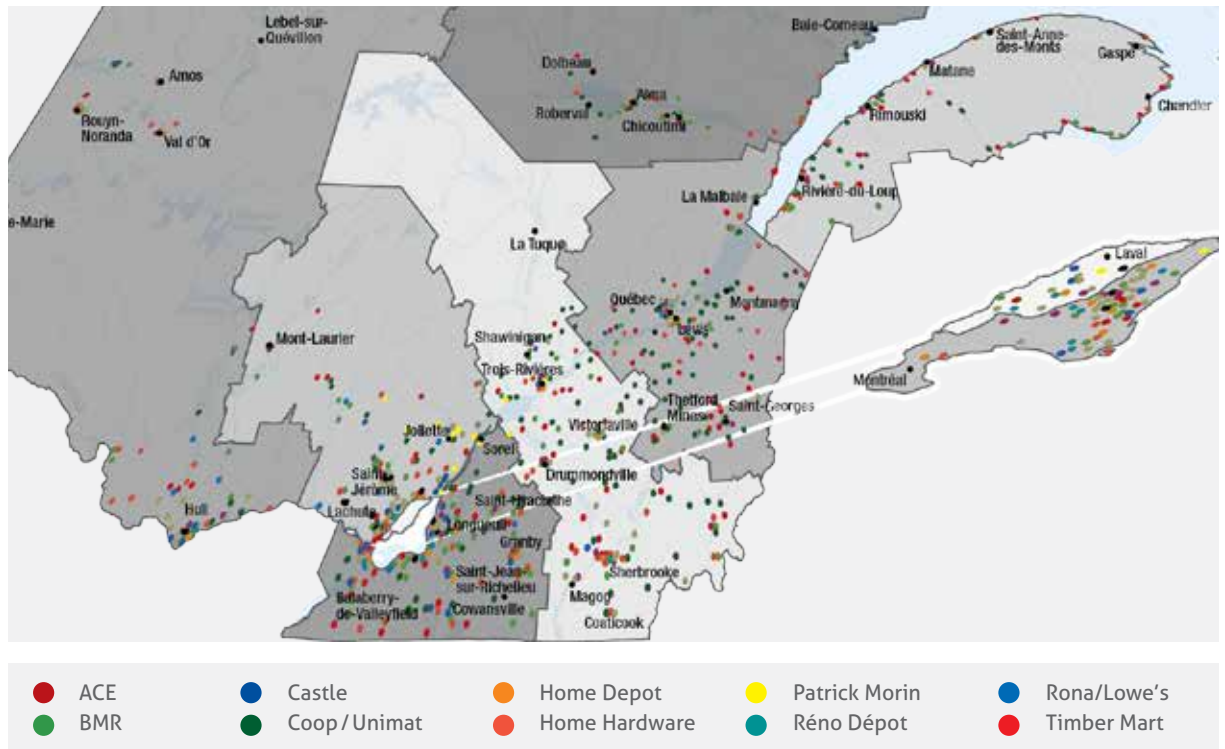 Lebel-sur-
Quévillon
Baie-Comeau
Saint-Anne-
des-Monts
Gaspé
Amos
Dolbeau
Matane
Rouyn-
Noranda
Val d'Or
Roberval
Alma
Chicoutimi
Rimouski
Chandler
La Malbaie
Rivière-du-Loup
e-Marie
La Tuque
Laval
Québec
Montmagny
Lévis
Mont-Laurier
Shawinigan
Trois-Rivières
Montréal
Thetford
Mines
Saint-Georges
Victoriaville
Joliette
Sorel
Drummondville
Saint-
Jérôme
Saint-Hyacinthe
Hull
Lachute
Longueuil
Granby
Saint-Jean-
sur-Richelieu
Sherbrooke
Salaberry-
de-Valleyfield
Cowansville
Magog
Coaticook
ACE
Castle
Home Depot
Patrick Morin
Rona/Lowe's
BMR
Coop/Unimat
Home Hardware
Réno Dépôt
Timber Mart